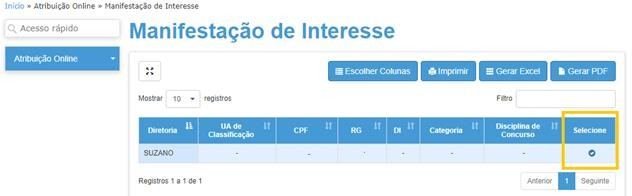 Início » Atribuição Online » Manifestação de Interesse
Acesso rápido
Manifestação de Interesse
Atribuição Online
Escolher Colunas Imprimir Gerar Excel Gerar PDF
Mostrar 10 registros Filtro
Diretoria UA de Classificação CPF RG DI Categoria Disciplina de Concurso Selecione
SUZANO - - - - - -
Registros 1 a 1 de 1 Anterior 1 Seguinte